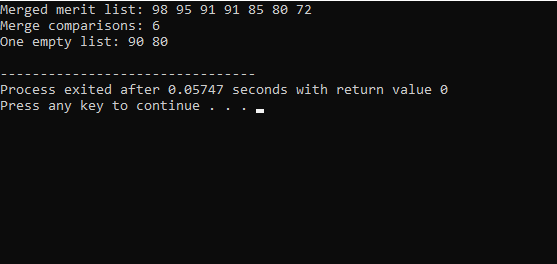 Merged merit list: 98 95 91 91 85 80 72
Merge comparisons: 6
One empty list: 90 80
--------------------------------
Process exited after 0.05747 seconds with return value 0
Press any key to continue . . .